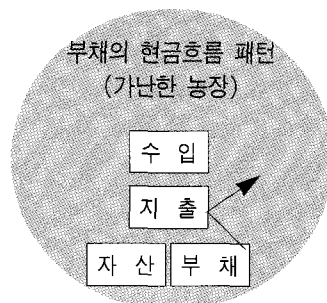 부채의 현금흐름 패턴
(가난한 농장)
수 입
지 출
자 산 부 채